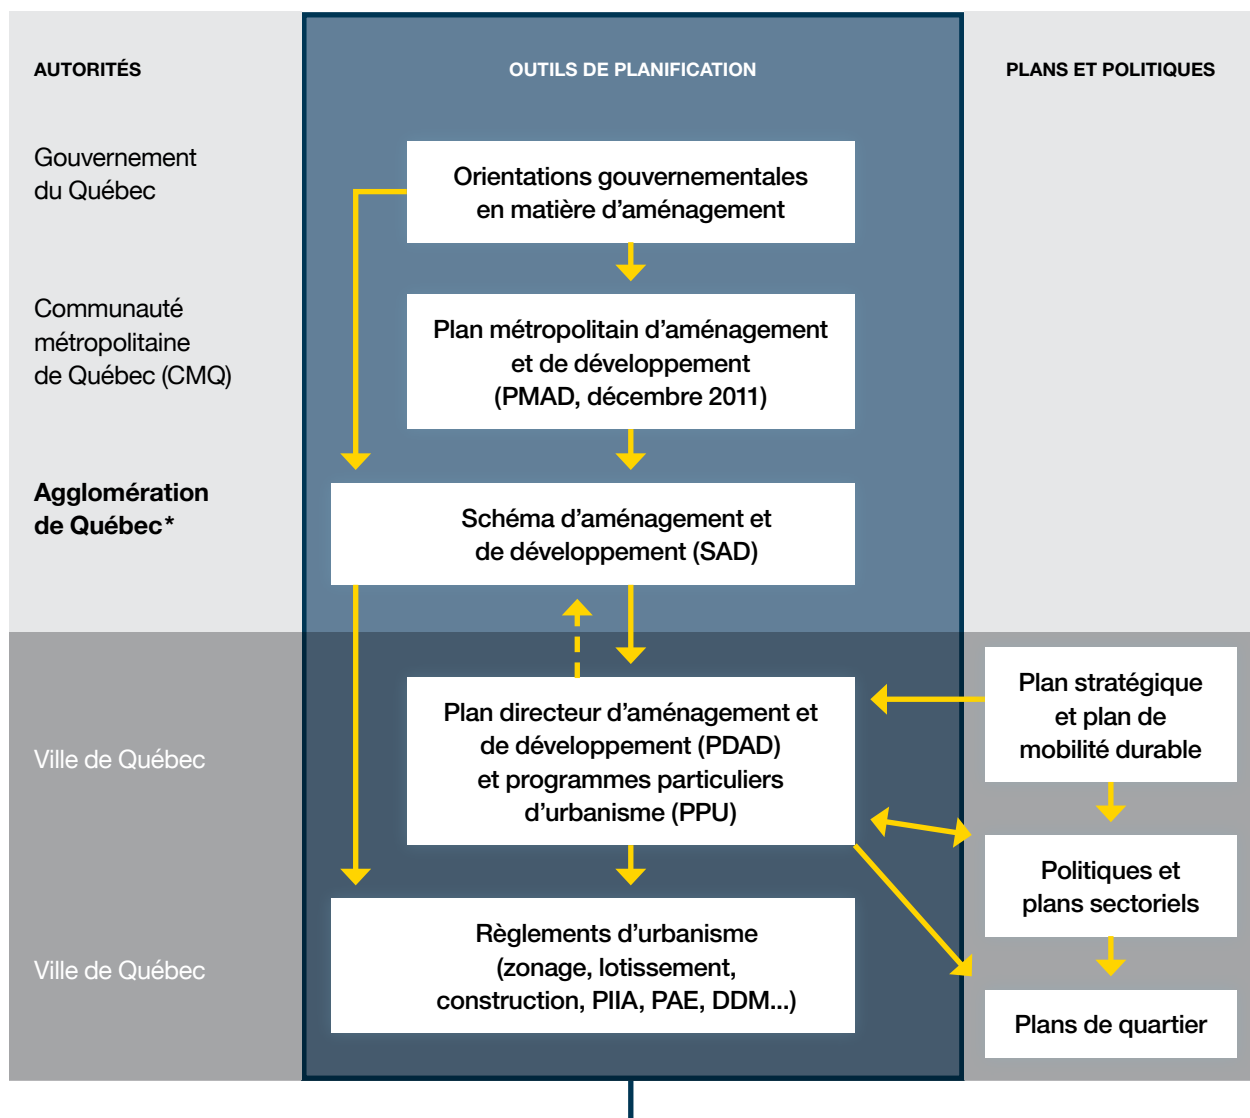 AUTORITÉS
OUTILS DE PLANIFICATION
PLANS ET POLITIQUES
Gouvernement
du Québec
Orientations gouvernementales
en matière d'aménagement
Communauté
métropolitaine
de Québec (CMQ)
Plan métropolitain d'aménagement
et de développement
(PMAD, décembre 2011)
Agglomération
de Québec*
Schéma d'aménagement et
de développement (SAD)
Ville de Québec
Plan directeur d'aménagement et
de développement (PDAD)
et programmes particuliers
d'urbanisme (PPU)
Plan stratégique
et plan de
mobilité durable
Politiques et
plans sectoriels
Ville de Québec
Règlements d'urbanisme
(zonage, lotissement,
construction, PIIA, PAE, DDM...)
Plans de quartier